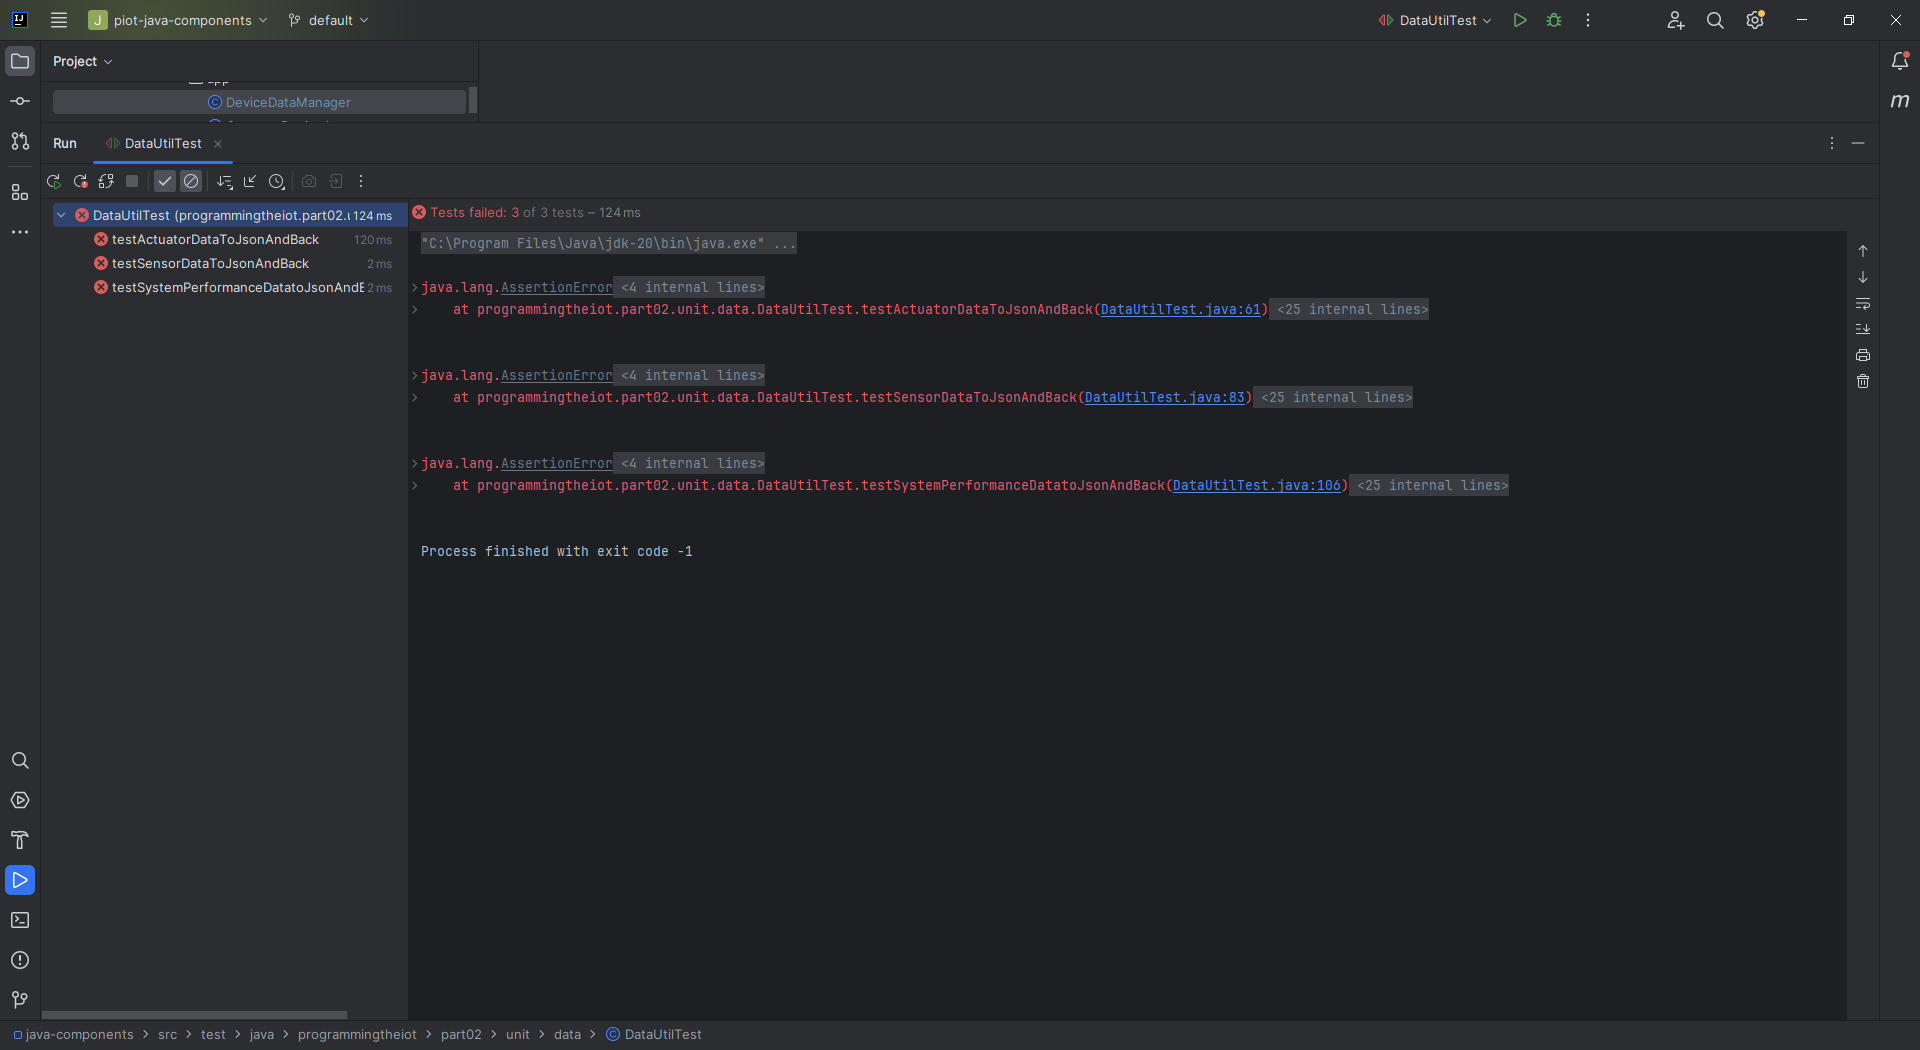 J piot-java-components default DataUtilTest
Project
app
DeviceDataManager
Run DataUtilTest
DataUtilTest (programmingtheiot.part02.u 124 ms
testActuatorDataToJsonAndBack 120 ms
testSensorDataToJsonAndBack 2 ms
testSystemPerformanceDatatoJsonAndB 2 ms
Tests failed: 3 of 3 tests – 124 ms
"C:\Program Files\Java\jdk-20\bin\java.exe" ...
java.lang.AssertionError <4 internal lines>
at programmingtheiot.part02.unit.data.DataUtilTest.testActuatorDataToJsonAndBack(DataUtilTest.java:61) <25 internal lines>
java.lang.AssertionError <4 internal lines>
at programmingtheiot.part02.unit.data.DataUtilTest.testSensorDataToJsonAndBack(DataUtilTest.java:83) <25 internal lines>
java.lang.AssertionError <4 internal lines>
at programmingtheiot.part02.unit.data.DataUtilTest.testSystemPerformanceDatatoJsonAndBack(DataUtilTest.java:106) <25 internal lines>
Process finished with exit code -1
java-components > src > test > java > programmingtheiot > part02 > unit > data > DataUtilTest